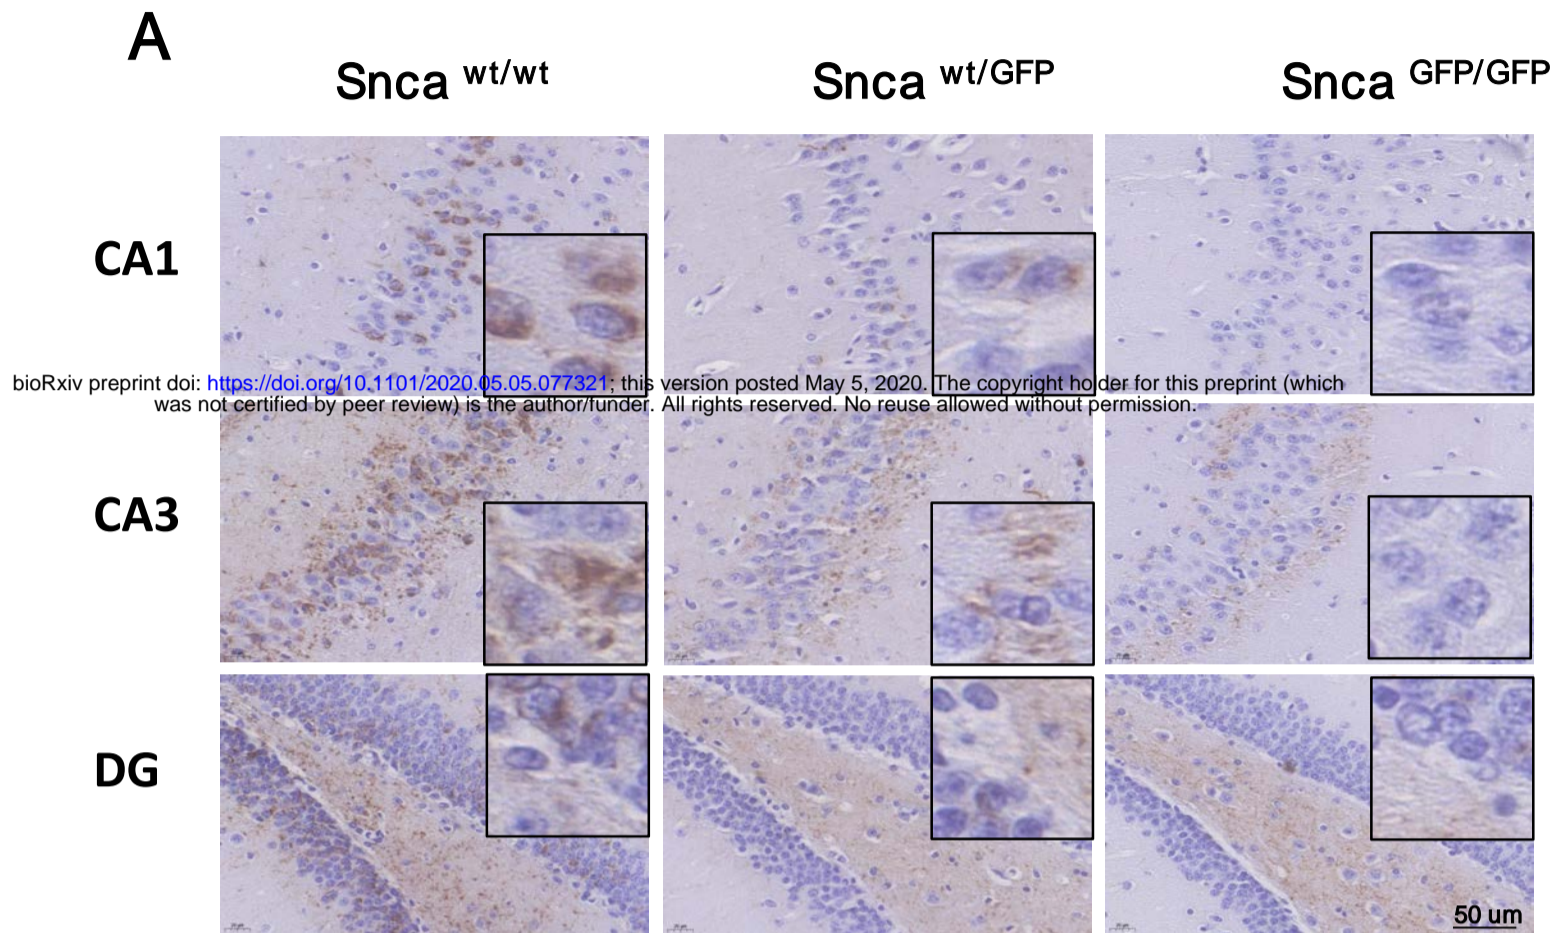 A
Snca wt/wt
Snca wt/GFP
Snca GFP/GFP
CA1
bioRxiv preprint doi: https://doi.org/10.1101/2020.05.05.077321; this version posted May 5, 2020. The copyright holder for this preprint (which
was not certified by peer review) is the author/funder. All rights reserved. No reuse allowed without permission.
CA3
DG
50 um